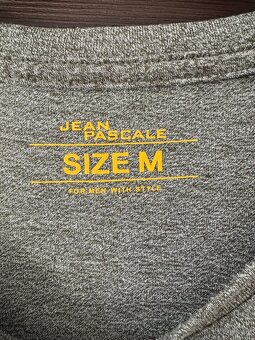 JEAN
PASCALE
SIZE M
FOR MEN WITH STYLE